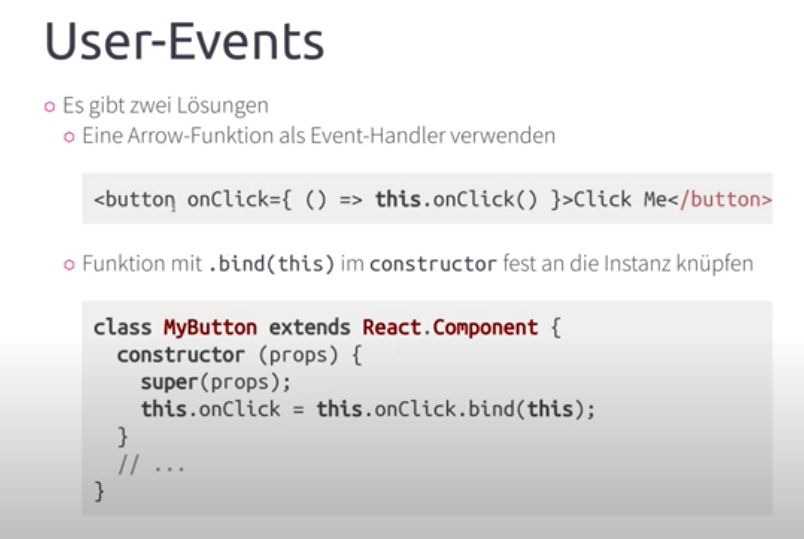 User-Events
Es gibt zwei Lösungen
Eine Arrow-Funktion als Event-Handler verwenden
<button onClick={ () => this.onClick() }>Click Me</button>
Funktion mit .bind(this) im constructor fest an die Instanz knüpfen
class MyButton extends React.Component {
constructor (props) {
super(props);
this.onClick = this.onClick.bind(this);
}
// ...
}